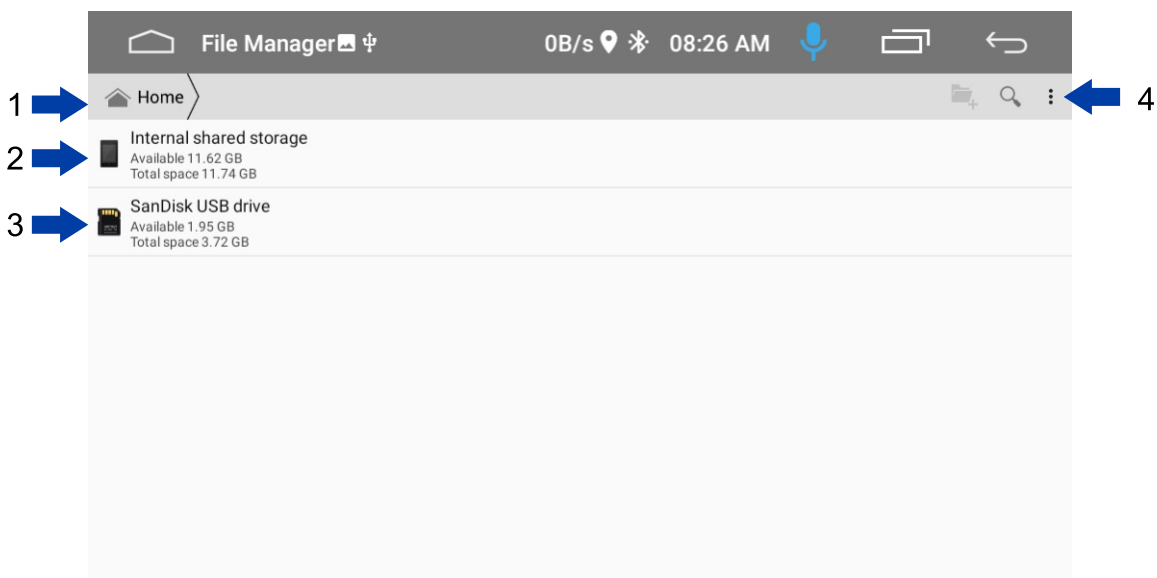 File Manager 0B/s 08:26 AM
1 Home 4
2 Internal shared storage
Available 11.62 GB
Total space 11.74 GB
3 SanDisk USB drive
Available 1.95 GB
Total space 3.72 GB